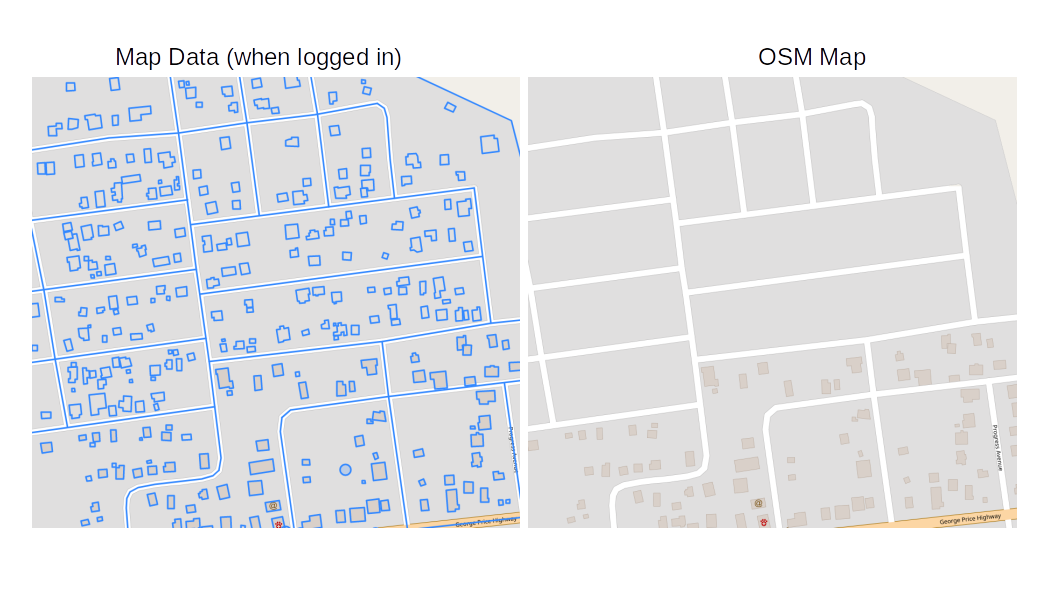 Map Data (when logged in)
OSM Map
Progress Avenue
Progress Avenue
@
@
George Price Highway
George Price Highway